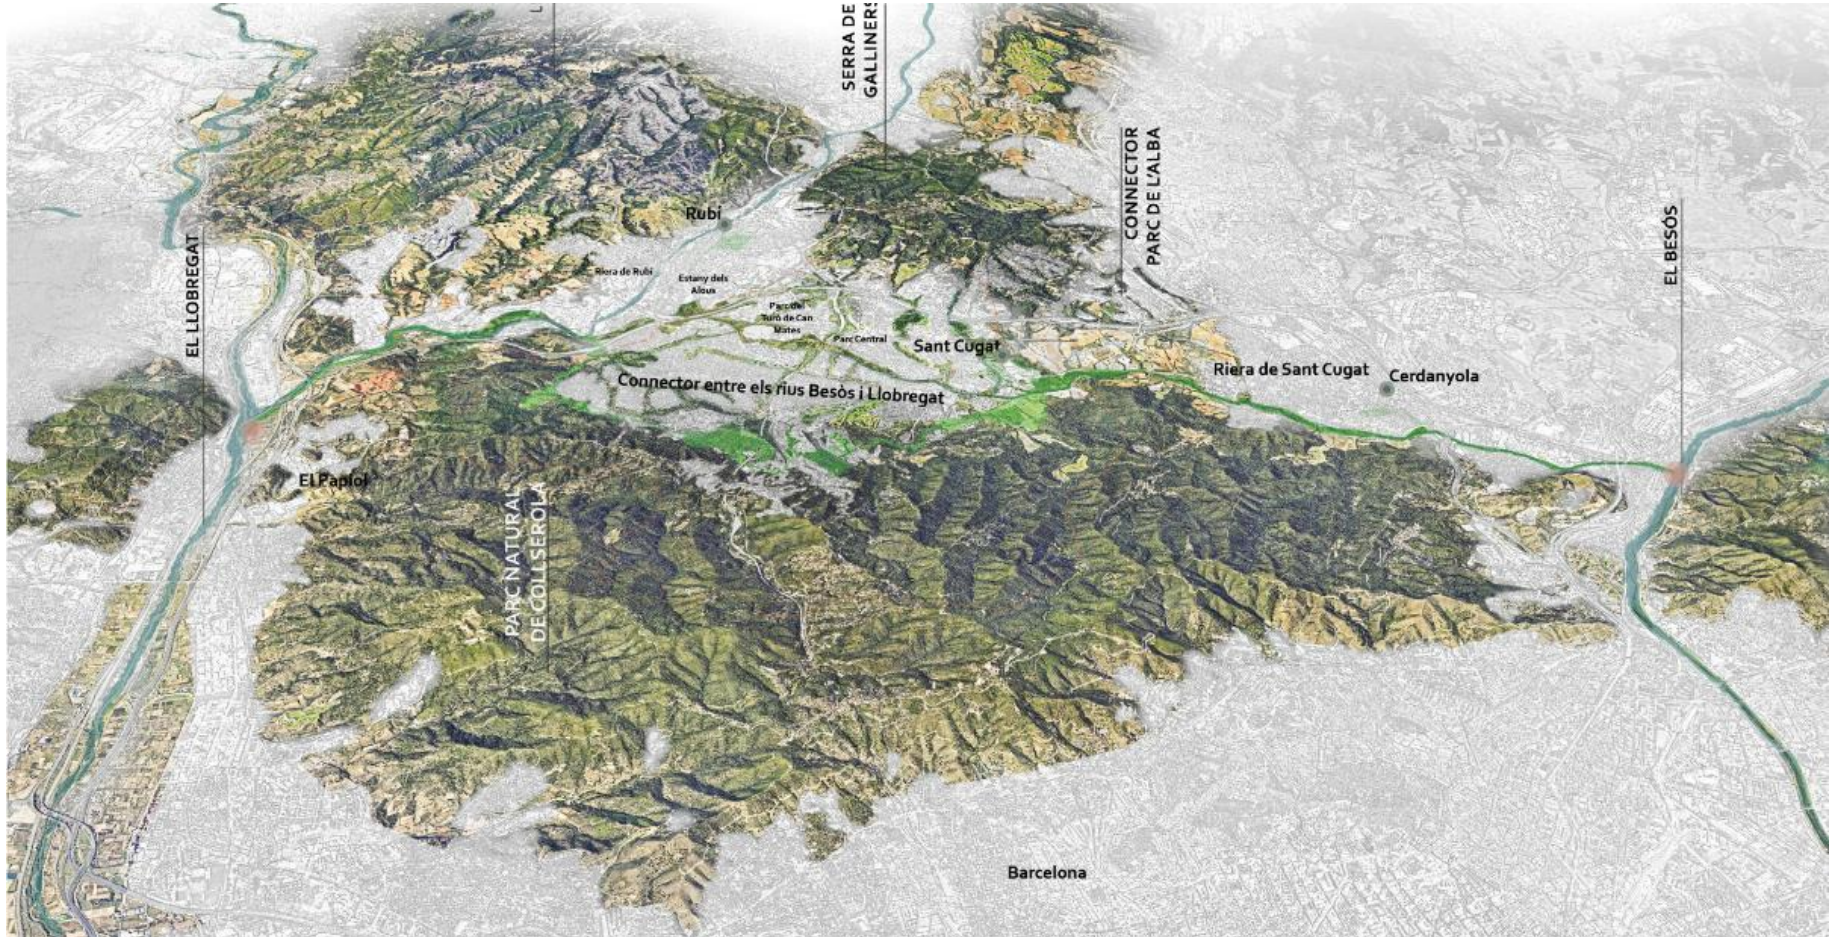 L
SERRA DE
GALLINERS
CONNECTOR
PARC DE L'ALBA
EL LLOBREGAT
EL BESÒS
Rubí
Riera de Rubí
Estany dels
Alous
Parc del
Turó de Can
Mates
Parc Central
Sant Cugat
Connector entre els rius Besòs i Llobregat
Riera de Sant Cugat
Cerdanyola
El Papiol
PARC NATURAL
DE COLLSEROLA
Barcelona